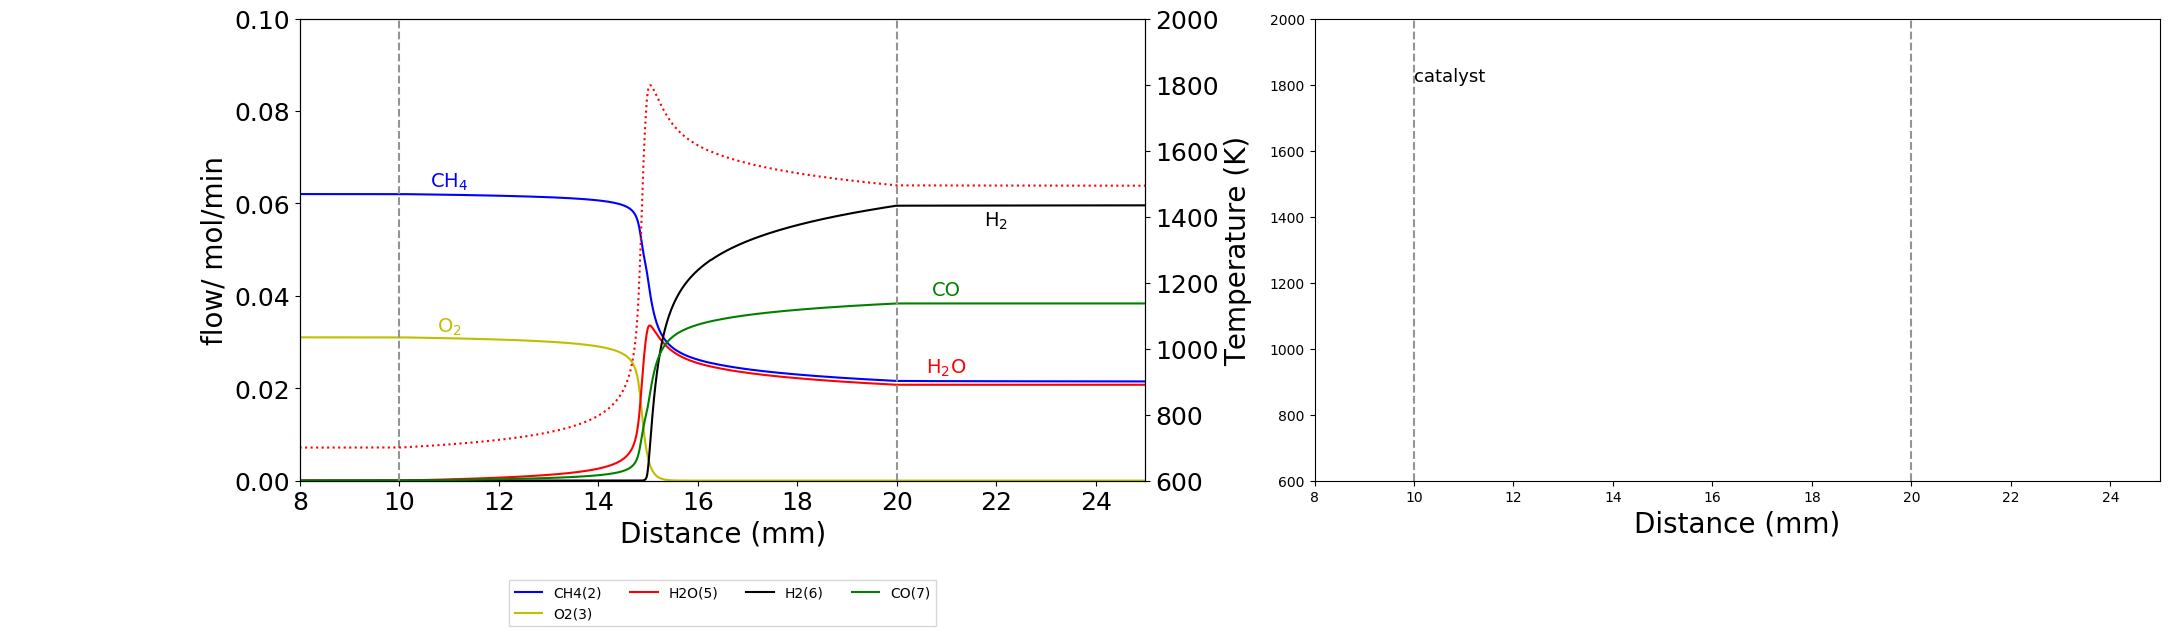 0.10
0.08
0.06
0.04
0.02
0.00
flow/ mol/min
8 10 12 14 16 18 20 22 24
Distance (mm)
2000
1800
1600
1400
1200
1000
800
600
Temperature (K)
CH₄
O₂
H₂
CO
H₂O
CH4(2) H2O(5) H2(6) CO(7)
O2(3)
2000
1800
1600
1400
1200
1000
800
600
catalyst
8 10 12 14 16 18 20 22 24
Distance (mm)